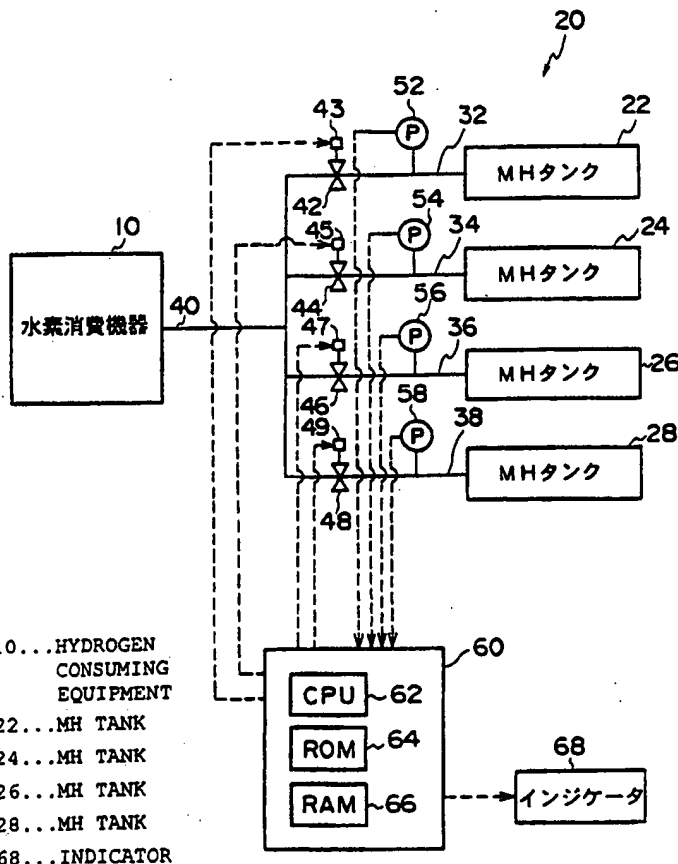 20
52
43
32
22
P
MHタンク
42
10
45
54
34
24
P
MHタンク
水素消費機器
40
44
47
56
36
P
MHタンク
26
46
49
58
38
28
P
MHタンク
48
10...HYDROGEN
CONSUMING
EQUIPMENT
22...MH TANK
24...MH TANK
26...MH TANK
28...MH TANK
68...INDICATOR
60
CPU
62
ROM
64
RAM
66
68
インジケータ